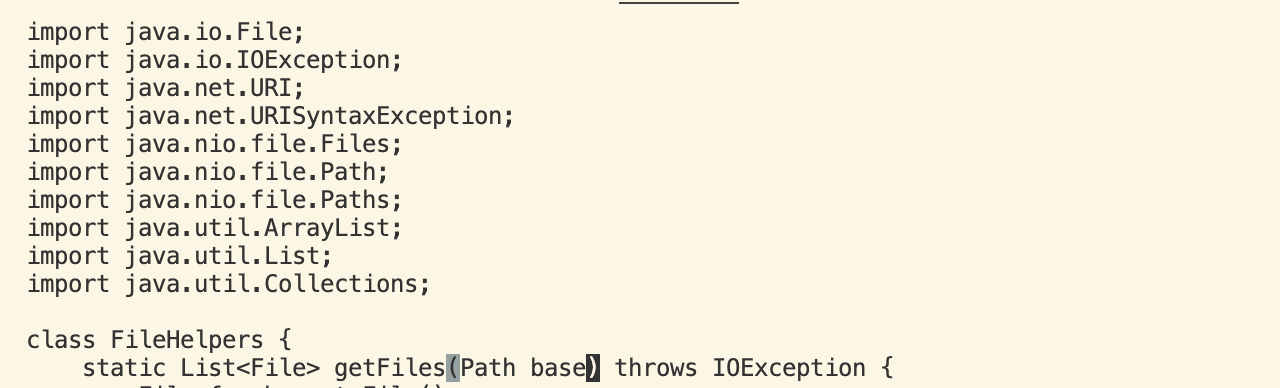 import java.io.File;
import java.io.IOException;
import java.net.URI;
import java.net.URISyntaxException;
import java.nio.file.Files;
import java.nio.file.Path;
import java.nio.file.Paths;
import java.util.ArrayList;
import java.util.List;
import java.util.Collections;
class FileHelpers {
static List<File> getFiles(Path base) throws IOException {